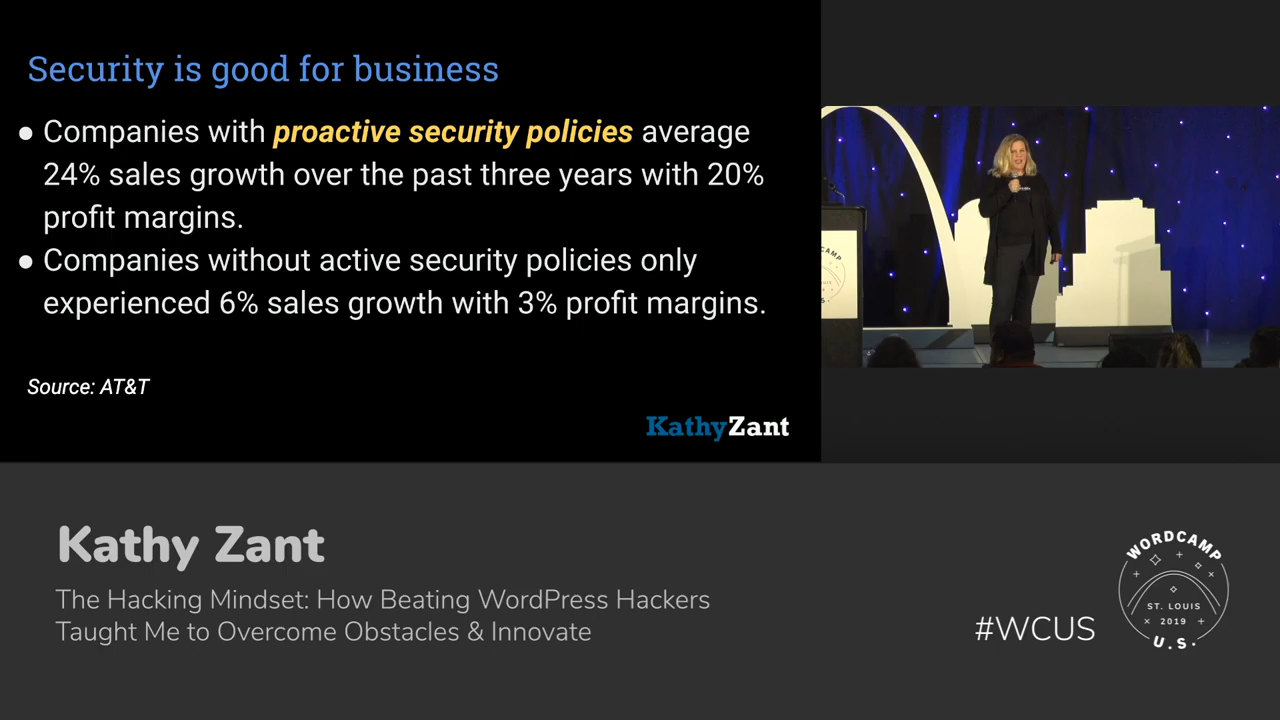 Security is good for business
● Companies with proactive security policies average
24% sales growth over the past three years with 20%
profit margins.
● Companies without active security policies only
experienced 6% sales growth with 3% profit margins.
Source: AT&T
KathyZant
Kathy Zant
The Hacking Mindset: How Beating WordPress Hackers
Taught Me to Overcome Obstacles & Innovate
#WCUS
WORDCAMP
ST. LOUIS
2019
U.S.